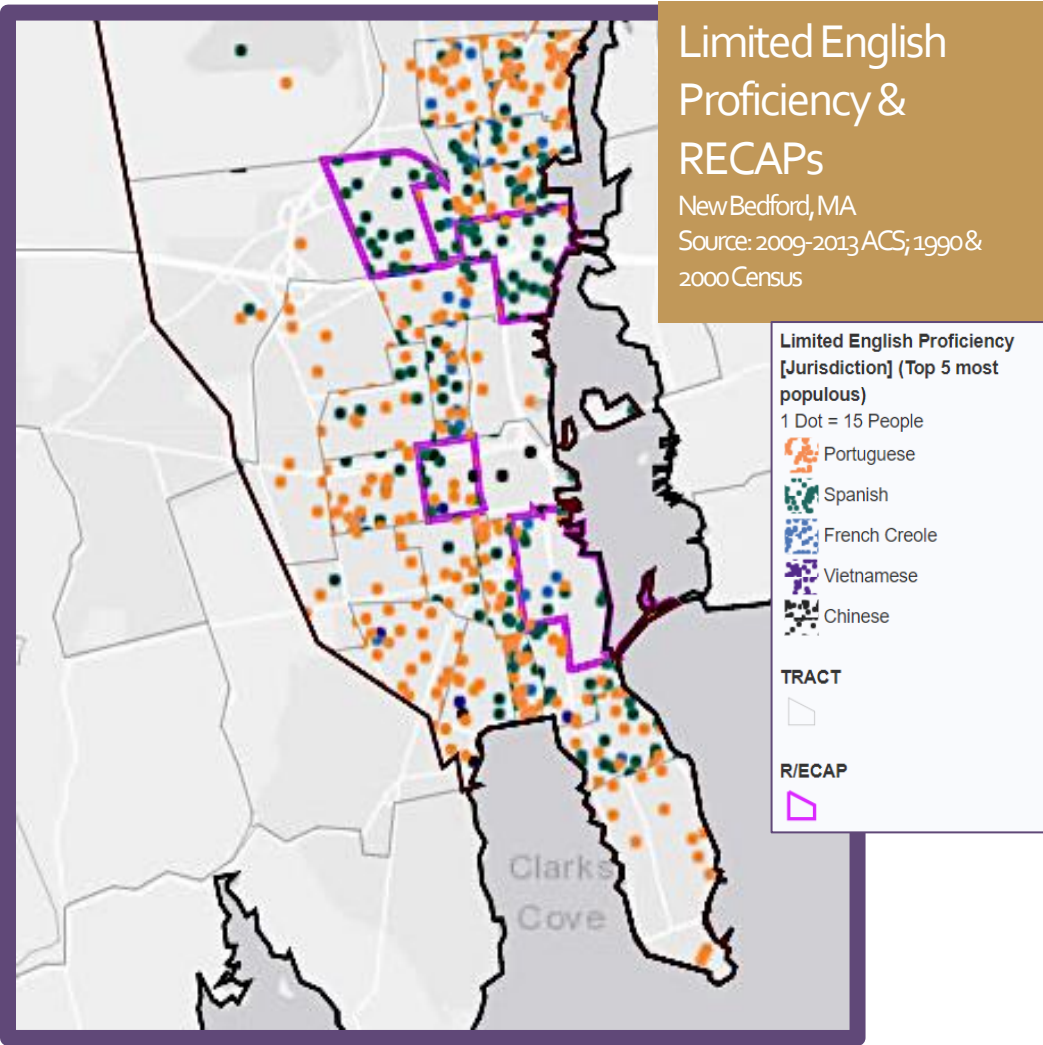 Limited English
Proficiency &
RECAPs
New Bedford, MA
Source: 2009-2013 ACS; 1990 &
2000 Census
Limited English Proficiency
[Jurisdiction] (Top 5 most
populous)
1 Dot = 15 People
Portuguese
Spanish
French Creole
Vietnamese
Chinese
TRACT
R/ECAP
Clarks
Cove